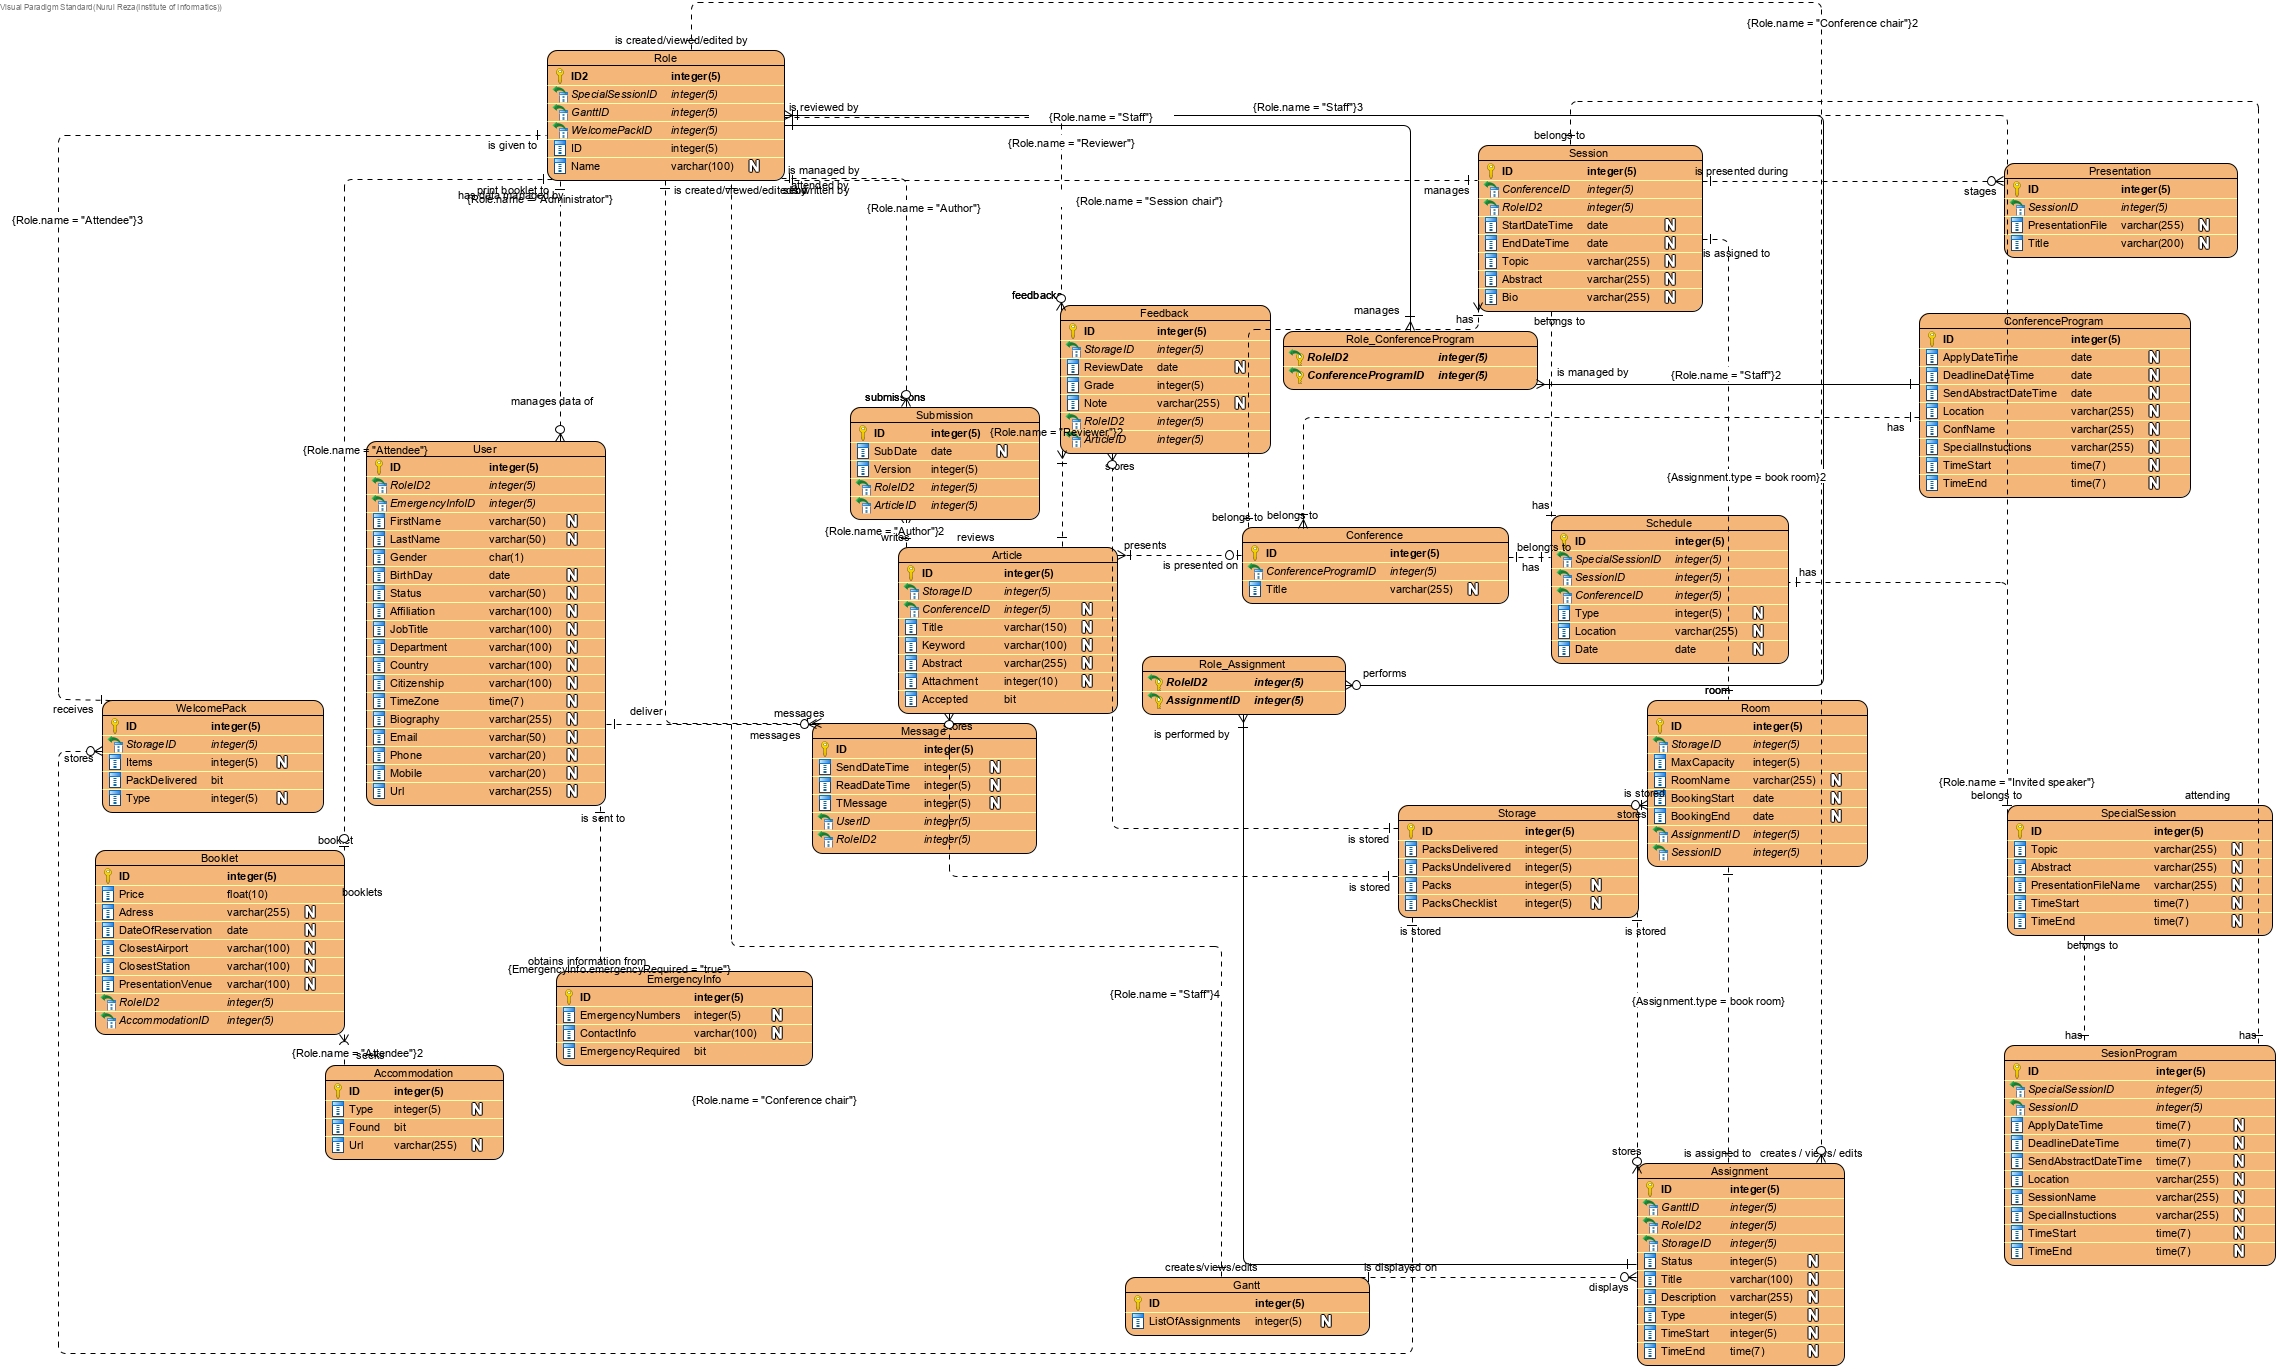 Visual Paradigm Standard(Nurul Reza(Institute of Informatics))
{Role.name = "Conference chair"}2
is created/viewed/edited by
Role
ID2 integer(5)
SpecialSessionID integer(5)
GanttID integer(5)
WelcomePackID integer(5)
ID integer(5)
Name varchar(100) N
is reviewed by
{Role.name = "Staff"}3
{Role.name = "Staff"}
{Role.name = "Reviewer"}
is given to
is managed by
attended by
print booklet to
has data managed by
{Role.name = "Administrator"}
is created/viewed/edited by
{Role.name = "Author"}
{Role.name = "Session chair"}
{Role.name = "Attendee"}3
belongs to
Session
ID integer(5)
ConferenceID integer(5)
RoleID2 integer(5)
StartDateTime date N
EndDateTime date N
Topic varchar(255) N
Abstract varchar(255) N
Bio varchar(255) N
manages
is presented during
stages
is assigned to
Presentation
ID integer(5)
SessionID integer(5)
PresentationFile varchar(255) N
Title varchar(200) N
feedbacks
Feedback
ID integer(5)
StorageID integer(5)
ReviewDate date N
Grade integer(5)
Note varchar(255) N
RoleID2 integer(5)
ArticleID integer(5)
manages
has
belongs to
Role_ConferenceProgram
RoleID2 integer(5)
ConferenceProgramID integer(5)
is managed by
{Role.name = "Staff"}2
ConferenceProgram
ID integer(5)
ApplyDateTime date N
DeadlineDateTime date N
SendAbstractDateTime date N
Location varchar(255) N
ConfName varchar(255) N
SpecialInstuctions varchar(255) N
TimeStart time(7) N
TimeEnd time(7) N
has
manages data of
submissions
Submission
ID integer(5)
SubDate date N
Version integer(5)
RoleID2 integer(5)
ArticleID integer(5)
{Role.name = "Reviewer"}2
stores
{Role.name = "Author"}2
writes
reviews
{Role.name = "Attendee"}
User
ID integer(5)
RoleID2 integer(5)
EmergencyInfoID integer(5)
FirstName varchar(50) N
LastName varchar(50) N
Gender char(1)
BirthDay date N
Status varchar(50) N
Affiliation varchar(100) N
JobTitle varchar(100) N
Department varchar(100) N
Country varchar(100) N
Citizenship varchar(100) N
TimeZone time(7) N
Biography varchar(255) N
Email varchar(50) N
Phone varchar(20) N
Mobile varchar(20) N
Url varchar(255) N
Article
ID integer(5)
StorageID integer(5)
ConferenceID integer(5) N
Title varchar(150) N
Keyword varchar(100) N
Abstract varchar(255) N
Attachment integer(10) N
Accepted bit
presents
is presented on
belongs to
belongs to
Conference
ID integer(5)
ConferenceProgramID integer(5)
Title varchar(255) N
belongs to
has
has
{Assignment.type = book room}2
Schedule
ID integer(5)
SpecialSessionID integer(5)
SessionID integer(5)
ConferenceID integer(5)
Type integer(5) N
Location varchar(255) N
Date date N
has
Role_Assignment
RoleID2 integer(5)
AssignmentID integer(5)
performs
is performed by
room
Room
ID integer(5)
StorageID integer(5)
MaxCapacity integer(5)
RoomName varchar(255) N
BookingStart date N
BookingEnd date N
AssignmentID integer(5)
SessionID integer(5)
is stored
stores
receives
WelcomePack
ID integer(5)
StorageID integer(5)
Items integer(5) N
PackDelivered bit
Type integer(5) N
stores
deliver
messages
messages
stores
Message
ID integer(5)
SendDateTime integer(5) N
ReadDateTime integer(5) N
TMessage integer(5) N
UserID integer(5)
RoleID2 integer(5)
is sent to
Storage
ID integer(5)
PacksDelivered integer(5)
PacksUndelivered integer(5)
Packs integer(5) N
PacksChecklist integer(5) N
is stored
is stored
is stored
is stored
{Role.name = "Invited speaker"}
belongs to
attending
SpecialSession
ID integer(5)
Topic varchar(255) N
Abstract varchar(255) N
PresentationFileName varchar(255) N
TimeStart time(7) N
TimeEnd time(7) N
belongs to
booklet
Booklet
ID integer(5)
Price float(10)
Adress varchar(255) N
DateOfReservation date N
ClosestAirport varchar(100) N
ClosestStation varchar(100) N
PresentationVenue varchar(100) N
RoleID2 integer(5)
AccommodationID integer(5)
booklets
obtains information from
{EmergencyInfo.emergencyRequired = "true"}
EmergencyInfo
ID integer(5)
EmergencyNumbers integer(5) N
ContactInfo varchar(100) N
EmergencyRequired bit
{Role.name = "Staff"}4
{Assignment.type = book room}
{Role.name = "Attendee"}2
seeks
Accommodation
ID integer(5)
Type integer(5) N
Found bit
Url varchar(255) N
{Role.name = "Conference chair"}
has
has
SesionProgram
ID integer(5)
SpecialSessionID integer(5)
SessionID integer(5)
ApplyDateTime time(7) N
DeadlineDateTime time(7) N
SendAbstractDateTime time(7) N
Location varchar(255) N
SessionName varchar(255) N
SpecialInstuctions varchar(255) N
TimeStart time(7) N
TimeEnd time(7) N
stores
is assigned to
creates / views/ edits
Assignment
ID integer(5)
GanttID integer(5)
RoleID2 integer(5)
StorageID integer(5)
Status integer(5) N
Title varchar(100) N
Description varchar(255) N
Type integer(5) N
TimeStart integer(5) N
TimeEnd time(7) N
creates/views/edits
is displayed on
displays
Gantt
ID integer(5)
ListOfAssignments integer(5) N